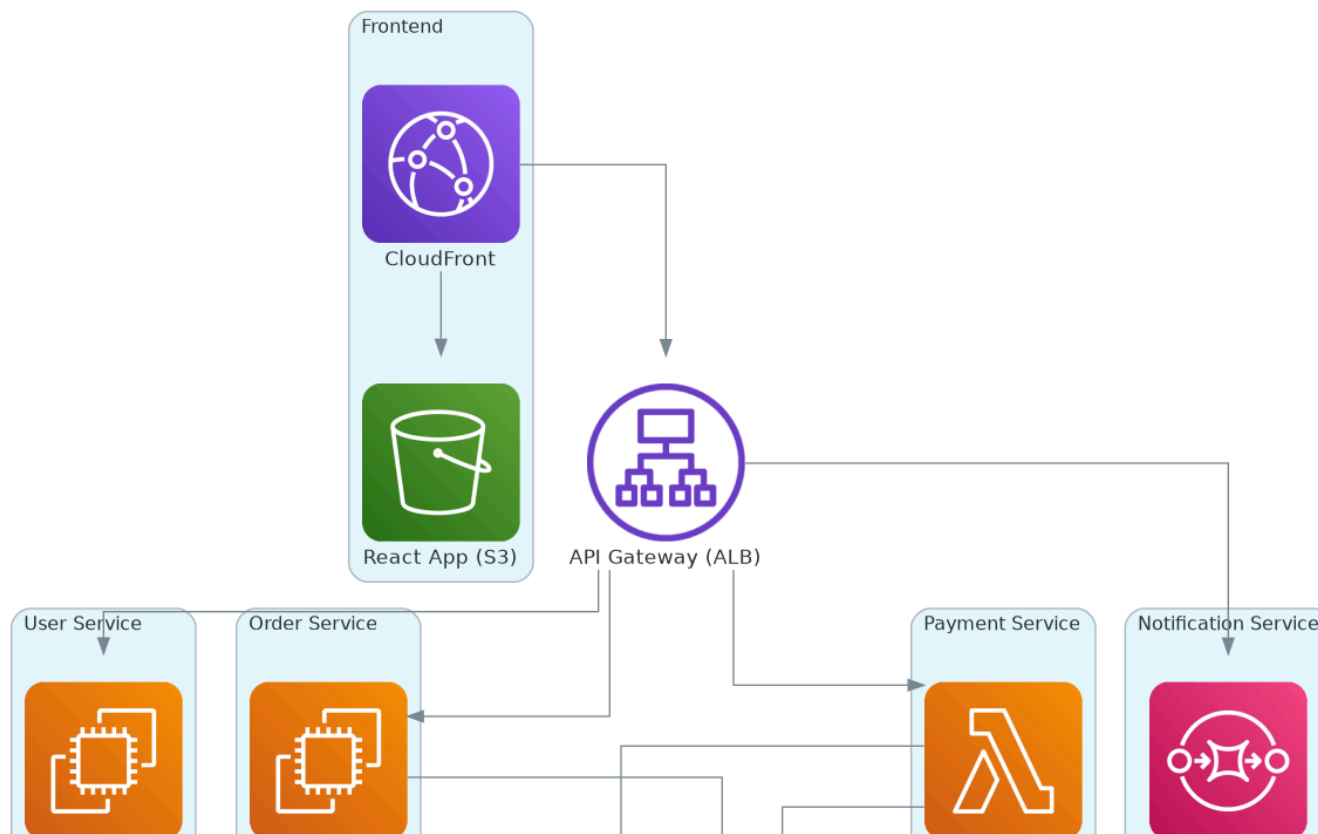 Frontend
CloudFront
React App (S3)
API Gateway (ALB)
User Service
Order Service
Payment Service
Notification Service